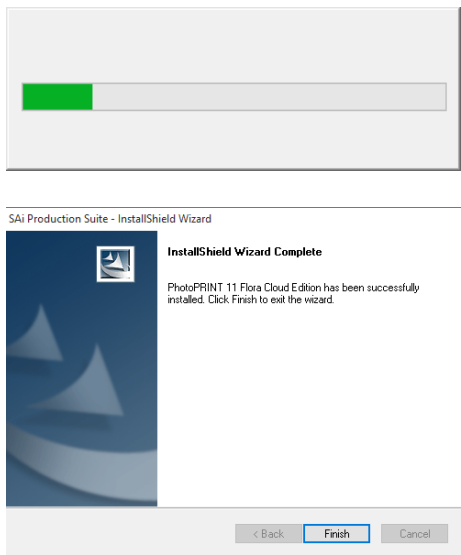 SAi Production Suite - InstallShield Wizard
InstallShield Wizard Complete
PhotoPRINT 11 Flora Cloud Edition has been successfully
installed. Click Finish to exit the wizard.
< Back
Finish
Cancel